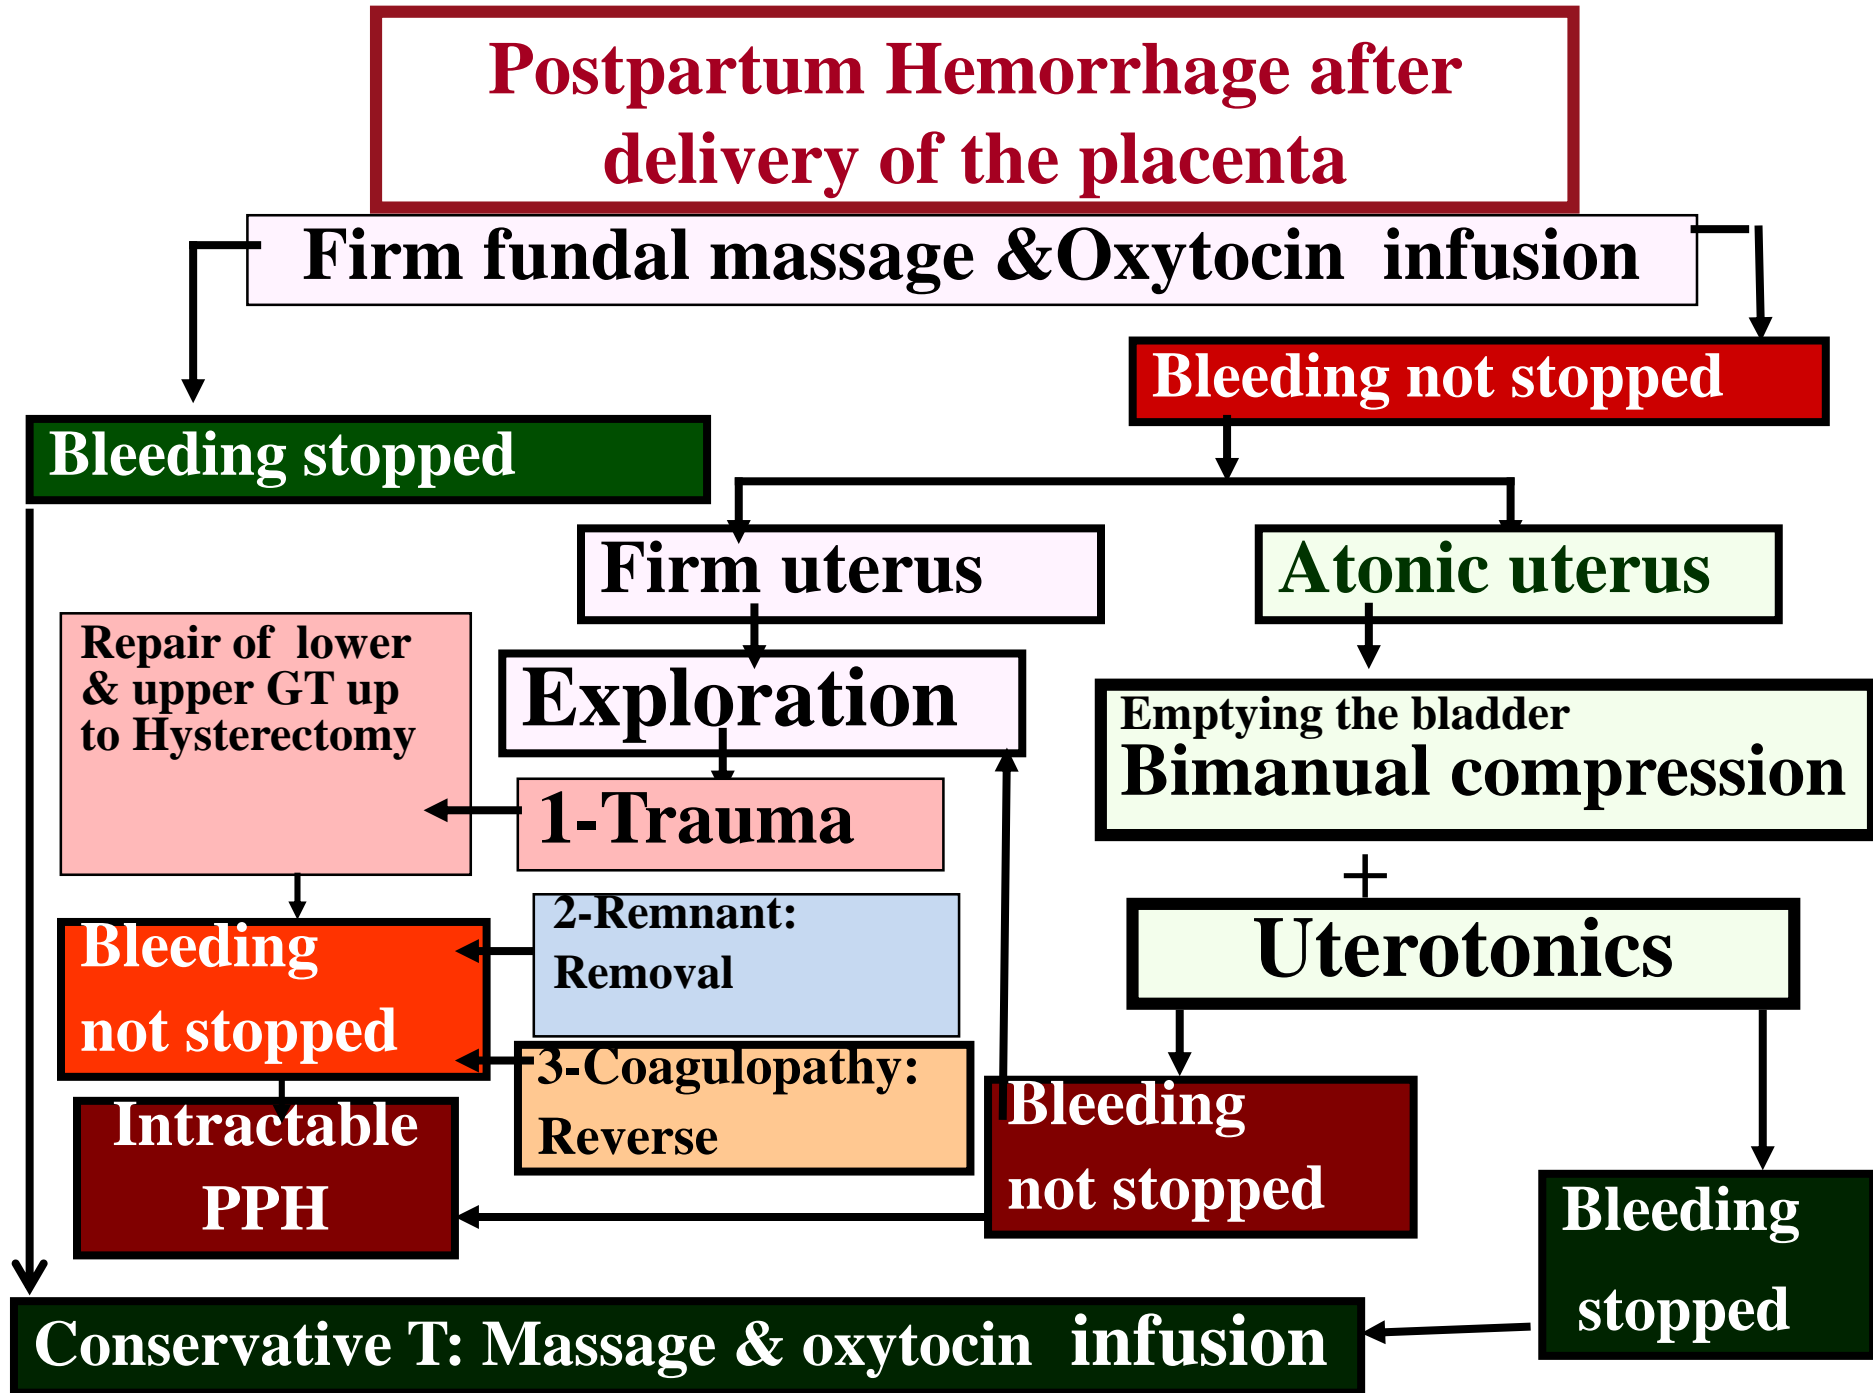 Postpartum Hemorrhage after
delivery of the placenta
Firm fundal massage &Oxytocin infusion
Bleeding not stopped
Bleeding stopped
Firm uterus
Atonic uterus
Repair of lower
& upper GT up
to Hysterectomy
Exploration
Emptying the bladder
Bimanual compression
1-Trauma
+
2-Remnant:
Removal
Bleeding
not stopped
Uterotonics
3-Coagulopathy:
Reverse
Intractable
PPH
Bleeding
not stopped
Bleeding
stopped
Conservative T: Massage & oxytocin infusion